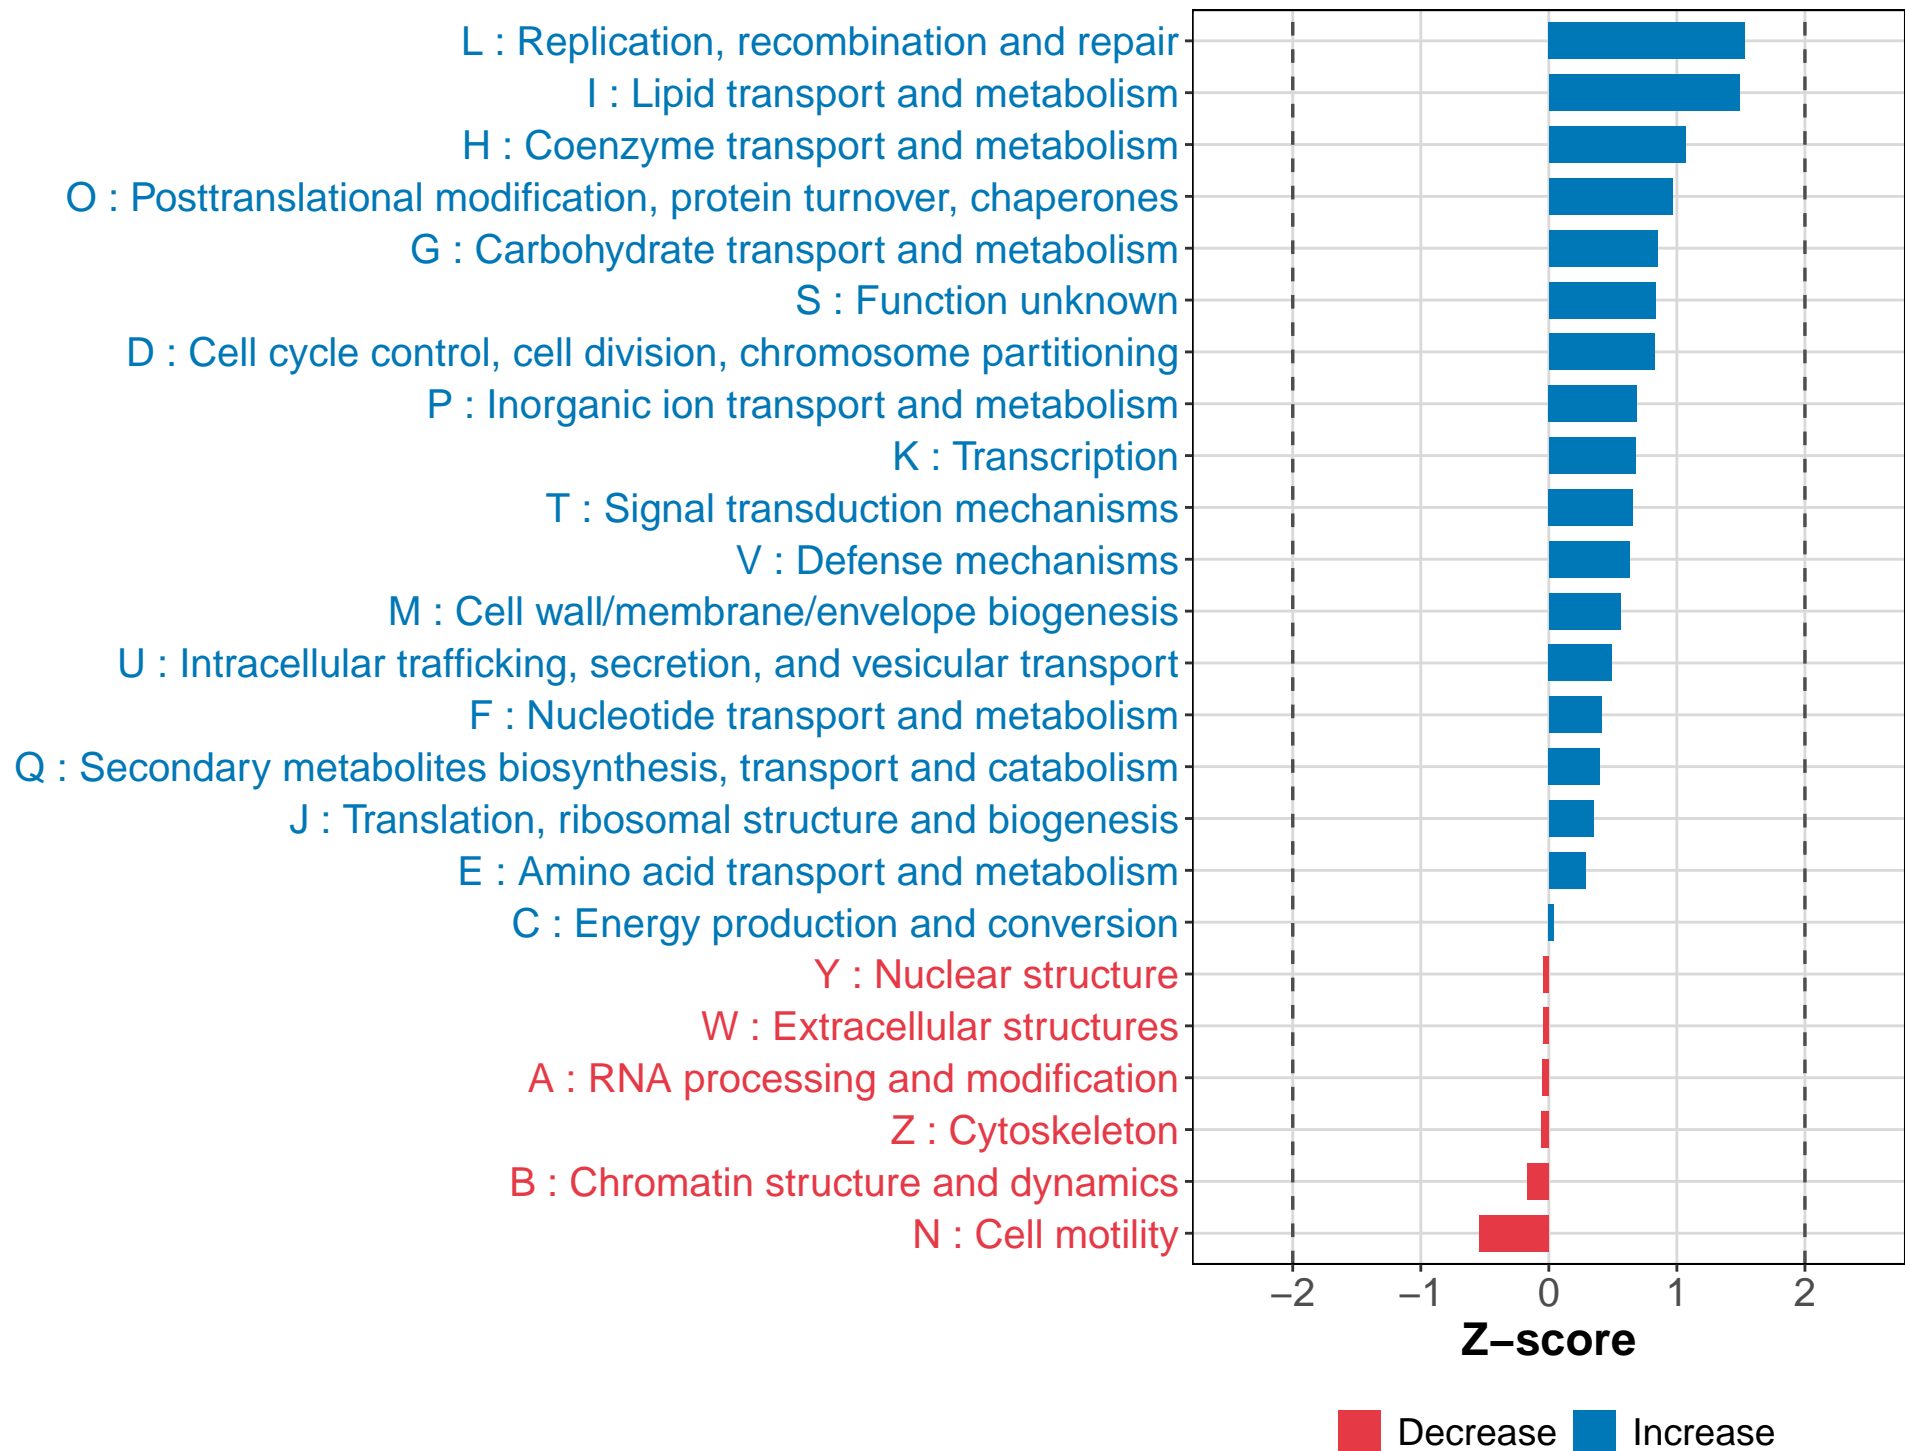 L : Replication, recombination and repair
I : Lipid transport and metabolism
H : Coenzyme transport and metabolism
O : Posttranslational modification, protein turnover, chaperones
G : Carbohydrate transport and metabolism
S : Function unknown
D : Cell cycle control, cell division, chromosome partitioning
P : Inorganic ion transport and metabolism
K : Transcription
T : Signal transduction mechanisms
V : Defense mechanisms
M : Cell wall/membrane/envelope biogenesis
U : Intracellular trafficking, secretion, and vesicular transport
F : Nucleotide transport and metabolism
Q : Secondary metabolites biosynthesis, transport and catabolism
J : Translation, ribosomal structure and biogenesis
E : Amino acid transport and metabolism
C : Energy production and conversion
Y : Nuclear structure
W : Extracellular structures
A : RNA processing and modification
Z : Cytoskeleton
B : Chromatin structure and dynamics
N : Cell motility
−2 −1 0 1 2
Z−score
Decrease Increase